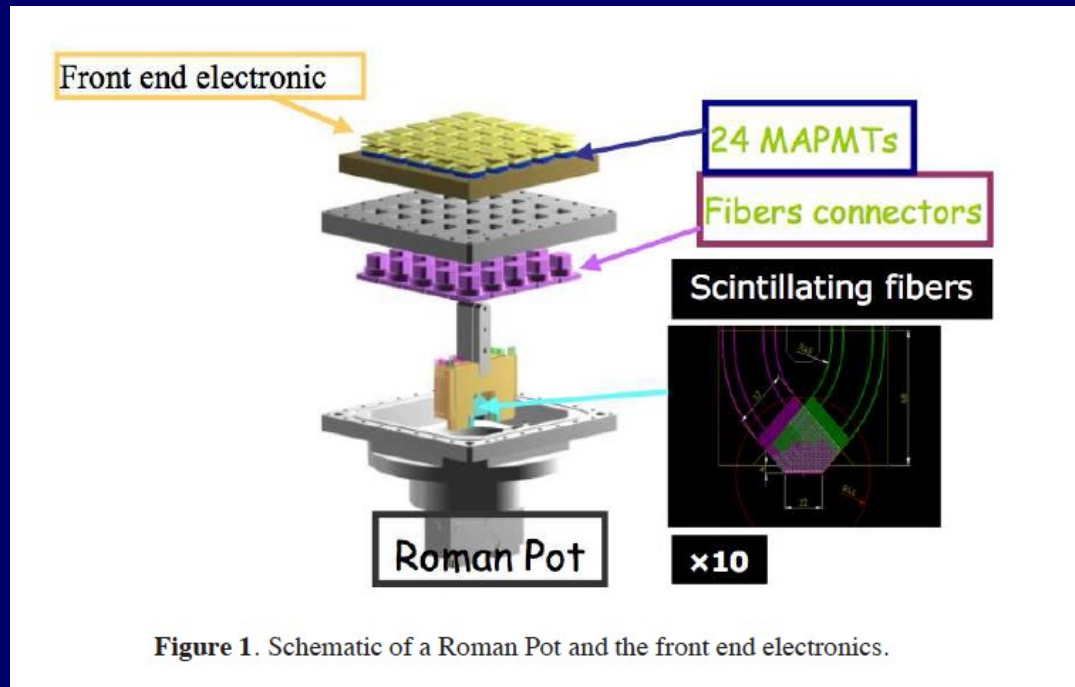 Front end electronic
24 MAPMTs
Fibers connectors
Scintillating fibers
22
Roman Pot
×10
Figure 1. Schematic of a Roman Pot and the front end electronics.